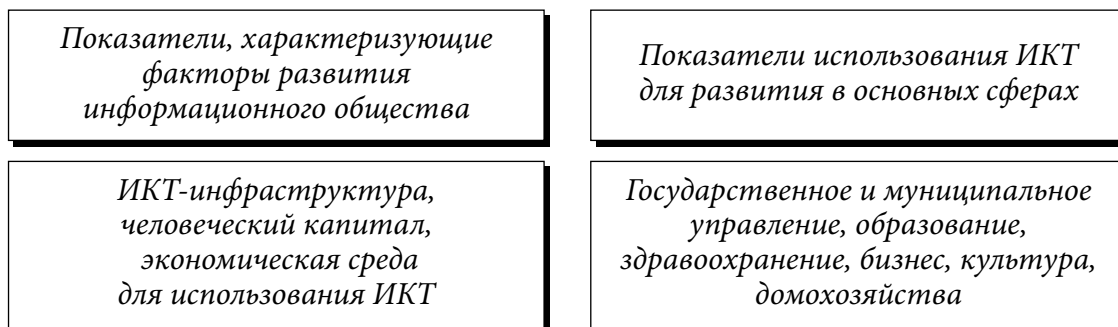 Показатели, характеризующие
факторы развития
информационного общества
Показатели использования ИКТ
для развития в основных сферах
ИКТ-инфраструктура,
человеческий капитал,
экономическая среда
для использования ИКТ
Государственное и муниципальное
управление, образование,
здравоохранение, бизнес, культура,
домохозяйства